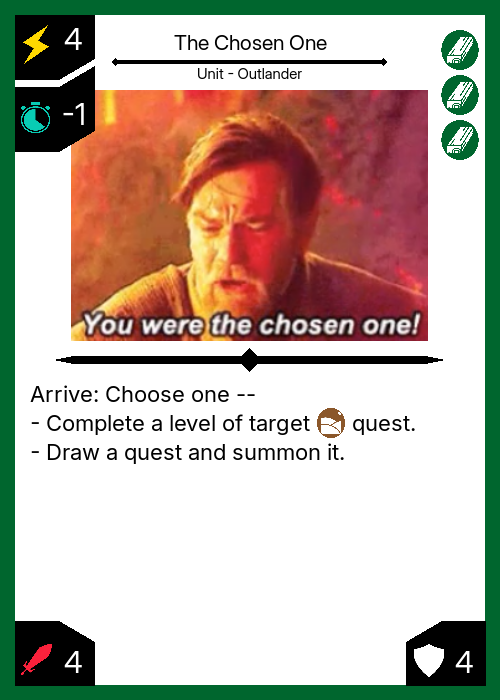 4
The Chosen One
Unit - Outlander
-1
You were the chosen one!
Arrive: Choose one --
- Complete a level of target quest.
- Draw a quest and summon it.
4
4